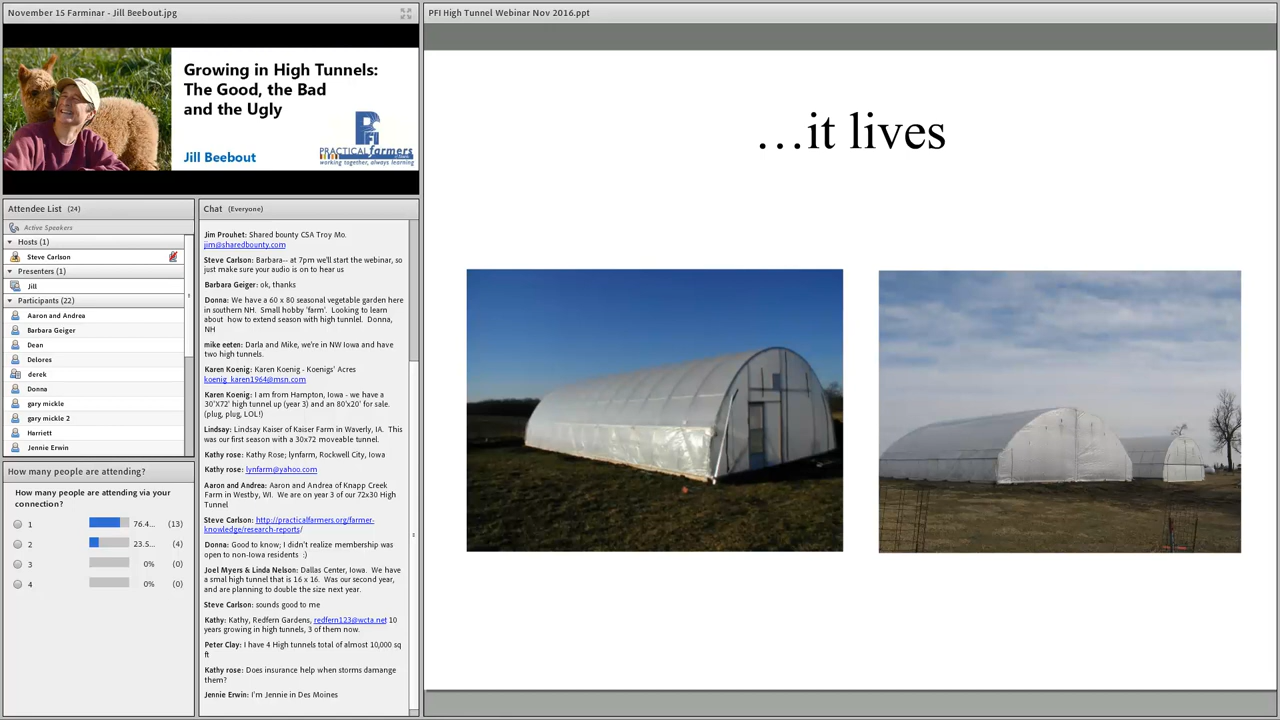 November 15 Farminar - Jill Beebout.jpg
Growing in High Tunnels:
The Good, the Bad
and the Ugly
Jill Beebout
PFI
PRACTICAL farmers
working together, always learning
Attendee List (24)
Active Speakers
Hosts (1)
Steve Carlson
Presenters (1)
Jill
Participants (22)
Aaron and Andrea
Barbara Geiger
Dean
Delores
derek
Donna
gary mickle
gary mickle 2
Harriett
Jennie Erwin
How many people are attending?
How many people are attending via your
connection?
1 76.4... (13)
2 23.5... (4)
3 0% (0)
4 0% (0)
Chat (Everyone)
Jim Prouhet: Shared bounty CSA Troy Mo.
jim@sharedbounty.com
Steve Carlson: Barbara-- at 7pm we'll start the webinar, so
just make sure your audio is on to hear us
Barbara Geiger: ok, thanks
Donna: We have a 60 x 80 seasonal vegetable garden here
in southern NH. Small hobby 'farm'. Looking to learn
about how to extend season with high tunnlel. Donna,
NH
mike eeten: Darla and Mike, we're in NW Iowa and have
two high tunnels.
Karen Koenig: Karen Koenig - Koenigs' Acres
koenig_karen1964@msn.com
Karen Koenig: I am from Hampton, Iowa - we have a
30'X72' high tunnel up (year 3) and an 80'x20' for sale.
(plug, plug, LOL!)
Lindsay: Lindsay Kaiser of Kaiser Farm in Waverly, IA. This
was our first season with a 30x72 moveable tunnel.
Kathy rose: Kathy Rose; lynfarm, Rockwell City, Iowa
Kathy rose: lynfarm@yahoo.com
Aaron and Andrea: Aaron and Andrea of Knapp Creek
Farm in Westby, WI. We are on year 3 of our 72x30 High
Tunnel
Steve Carlson: http://practicalfarmers.org/farmer-
knowledge/research-reports/
Donna: Good to know; I didn't realize membership was
open to non-Iowa residents :)
Joel Myers & Linda Nelson: Dallas Center, Iowa. We have
a smal high tunnel that is 16 x 16. Was our second year,
and are planning to double the size next year.
Steve Carlson: sounds good to me
Kathy: Kathy, Redfern Gardens, redfern123@wcta.net 10
years growing in high tunnels, 3 of them now.
Peter Clay: I have 4 High tunnels total of almost 10,000 sq
ft
Kathy rose: Does insurance help when storms damange
them?
Jennie Erwin: I'm Jennie in Des Moines
PFI High Tunnel Webinar Nov 2016.ppt
…it lives